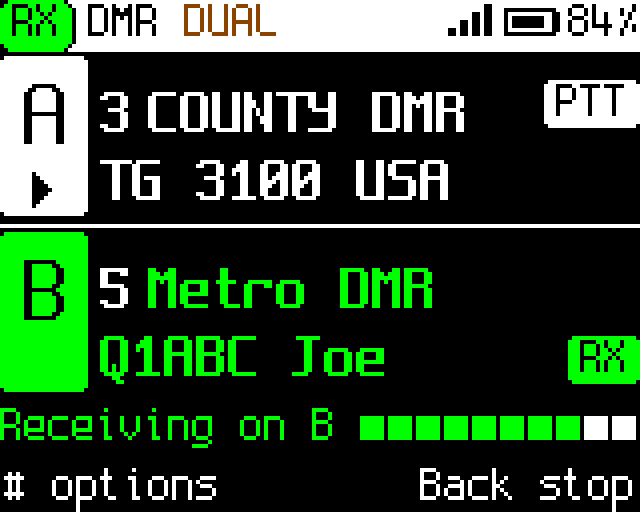 RX DMR DUAL 84%
A 3 COUNTY DMR PTT
TG 3100 USA
B 5 Metro DMR
Q1ABC Joe RX
Receiving on B
# options Back stop